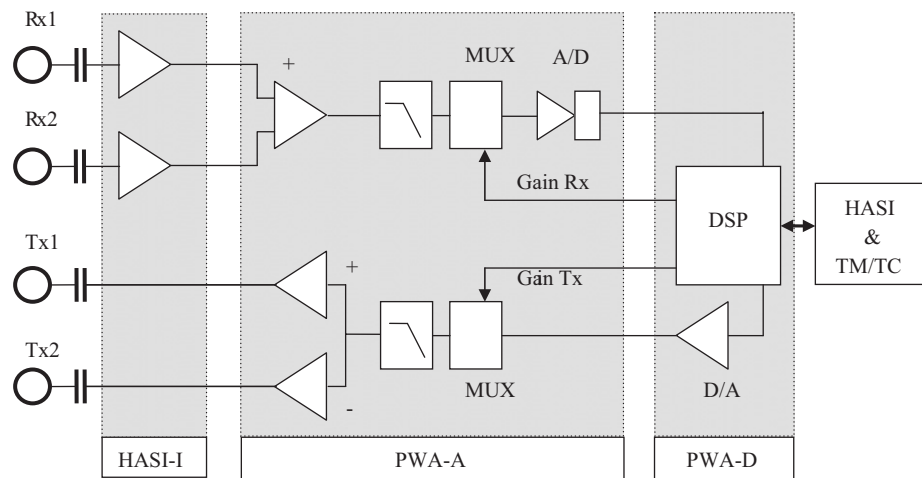 Rx1
Rx2
Tx1
Tx2
+
MUX
A/D
Gain Rx
DSP
HASI
&
TM/TC
+
Gain Tx
-
MUX
D/A
HASI-I
PWA-A
PWA-D